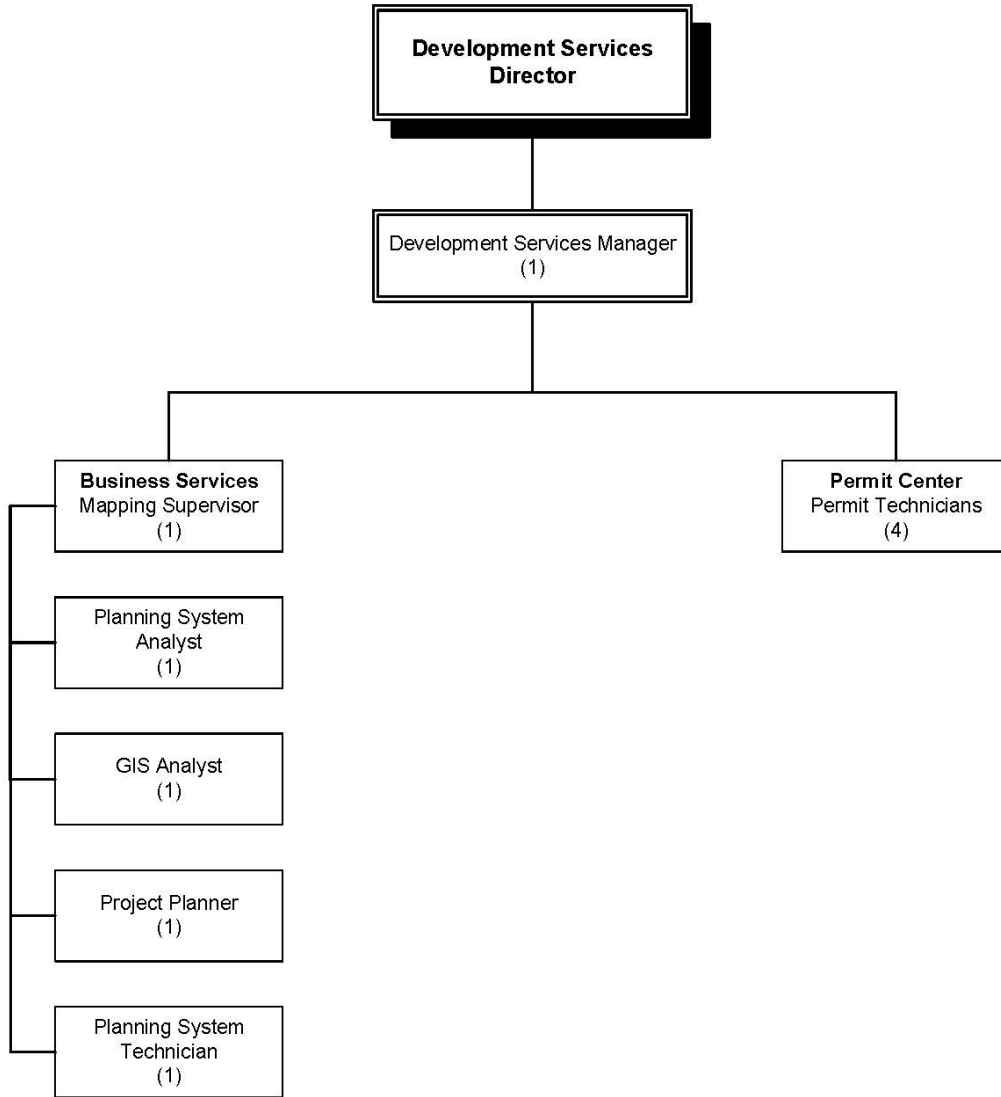 Development Services
Director
Development Services Manager
(1)
Business Services
Mapping Supervisor
(1)
Permit Center
Permit Technicians
(4)
Planning System
Analyst
(1)
GIS Analyst
(1)
Project Planner
(1)
Planning System
Technician
(1)